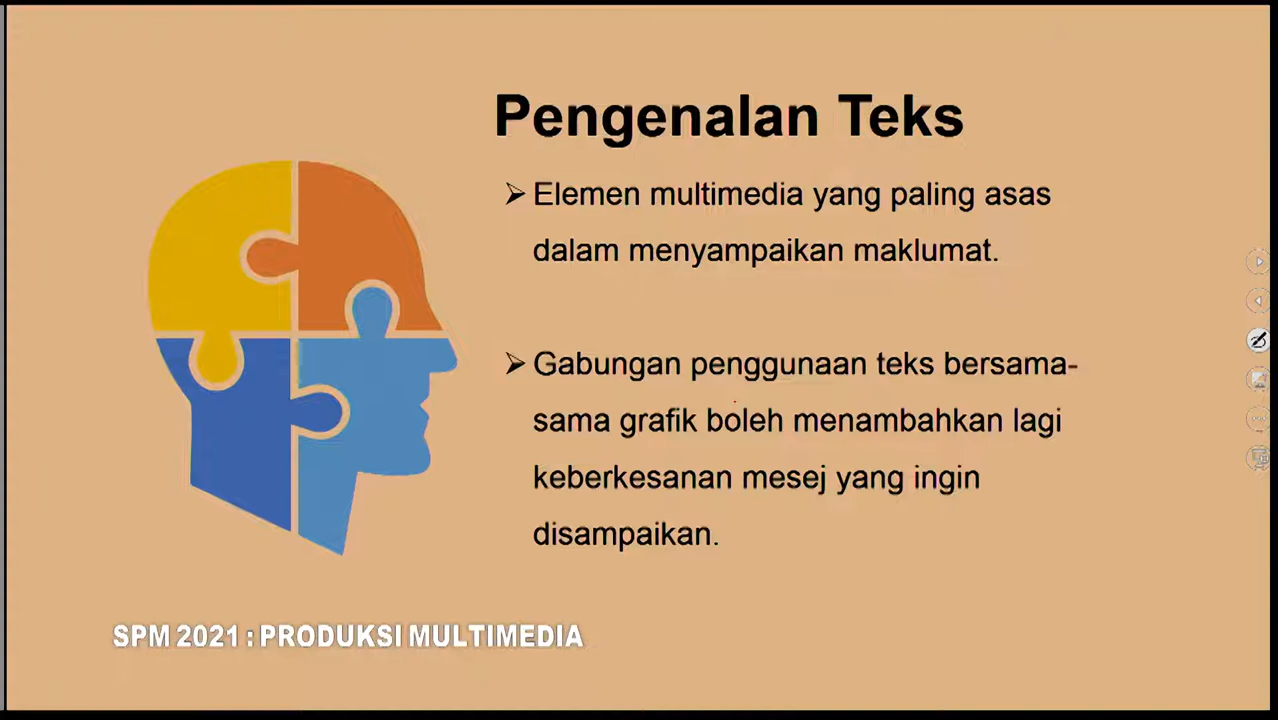 Pengenalan Teks
➢ Elemen multimedia yang paling asas
dalam menyampaikan maklumat.
➢ Gabungan penggunaan teks bersama-
sama grafik boleh menambahkan lagi
keberkesanan mesej yang ingin
disampaikan.
SPM 2021 : PRODUKSI MULTIMEDIA